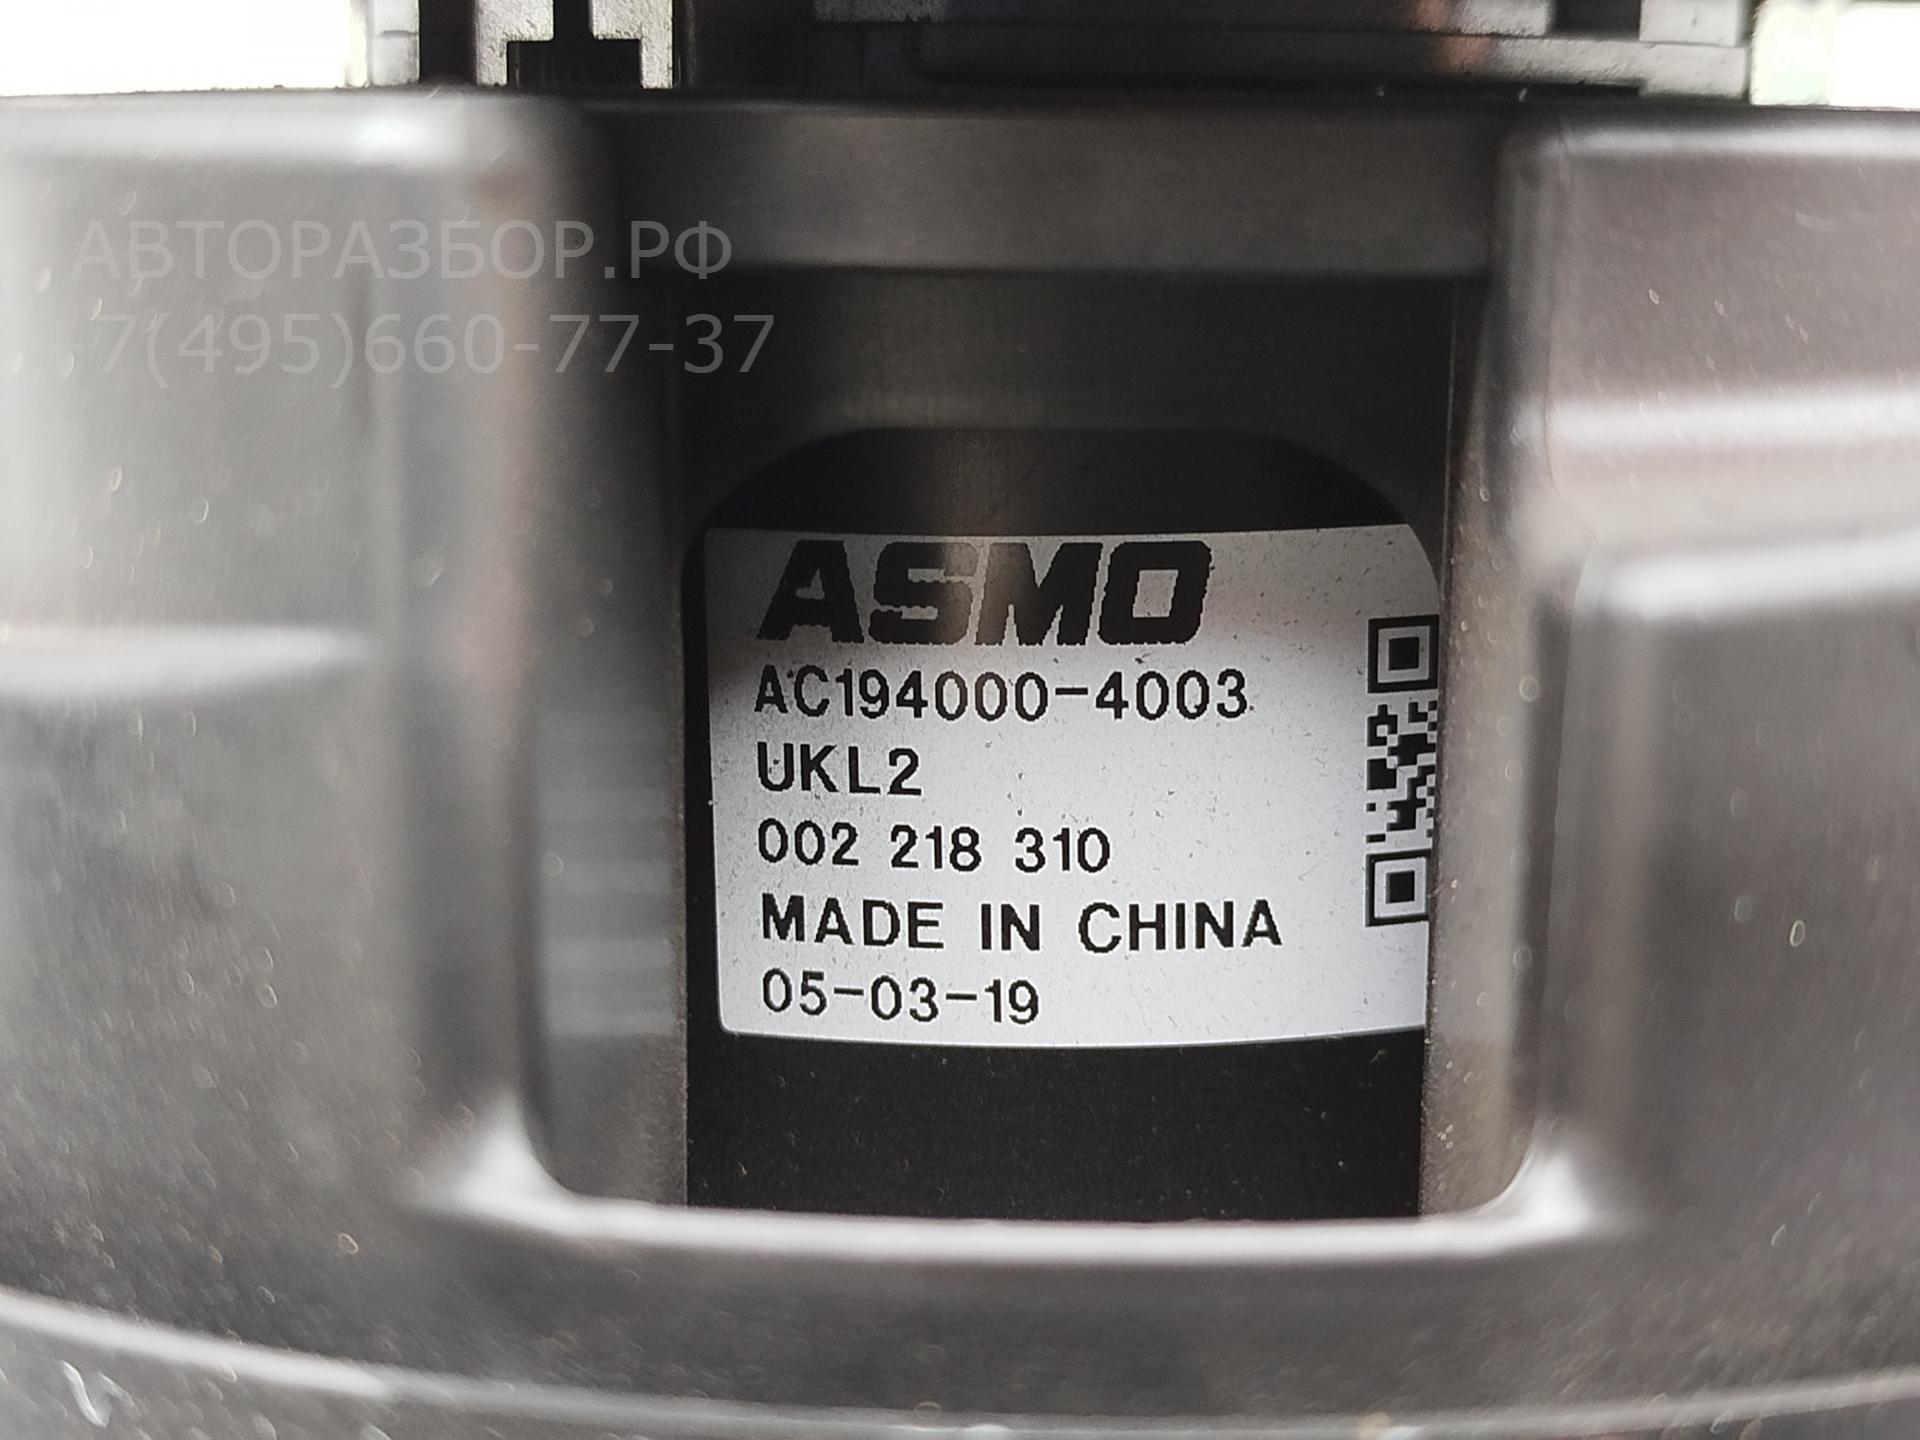 АВТОРАЗБОР.РФ
+7(495)660-77-37
ASMO
AC194000-4003
UKL2
002 218 310
MADE IN CHINA
05-03-19